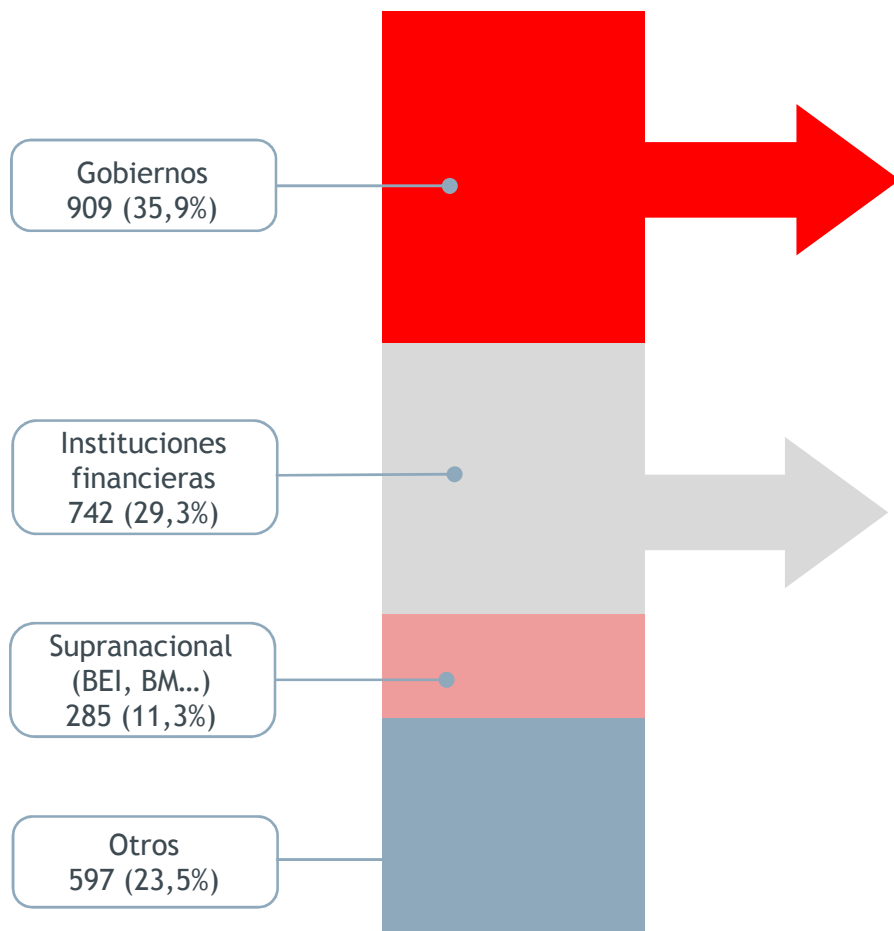 Gobiernos
909 (35,9%)
Instituciones
financieras
742 (29,3%)
Supranacional
(BEI, BM…)
285 (11,3%)
Otros
597 (23,5%)